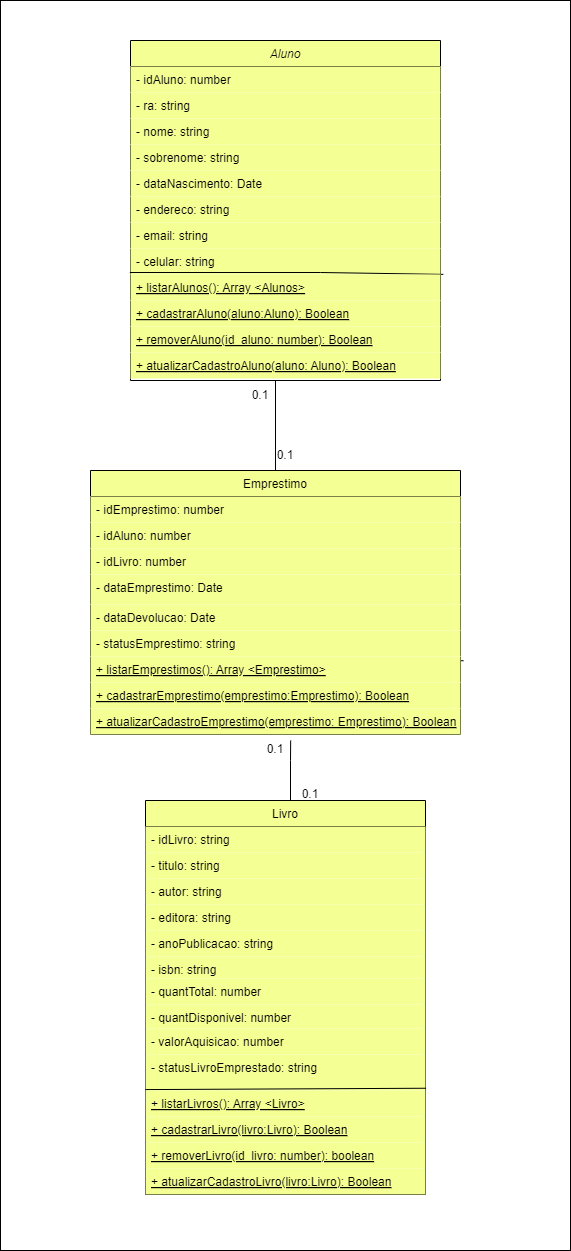 Aluno
- idAluno: number
- ra: string
- nome: string
- sobrenome: string
- dataNascimento: Date
- endereco: string
- email: string
- celular: string
+ listarAlunos(): Array <Alunos>
+ cadastrarAluno(aluno:Aluno): Boolean
+ removerAluno(id_aluno: number): Boolean
+ atualizarCadastroAluno(aluno: Aluno): Boolean
0.1
0.1
Emprestimo
- idEmprestimo: number
- idAluno: number
- idLivro: number
- dataEmprestimo: Date
- dataDevolucao: Date
- statusEmprestimo: string
+ listarEmprestimos(): Array <Emprestimo>
+ cadastrarEmprestimo(emprestimo:Emprestimo): Boolean
+ atualizarCadastroEmprestimo(emprestimo: Emprestimo): Boolean
0.1
0.1
Livro
- idLivro: string
- titulo: string
- autor: string
- editora: string
- anoPublicacao: string
- isbn: string
- quantTotal: number
- quantDisponivel: number
- valorAquisicao: number
- statusLivroEmprestado: string
+ listarLivros(): Array <Livro>
+ cadastrarLivro(livro:Livro): Boolean
+ removerLivro(id_livro: number): boolean
+ atualizarCadastroLivro(livro:Livro): Boolean